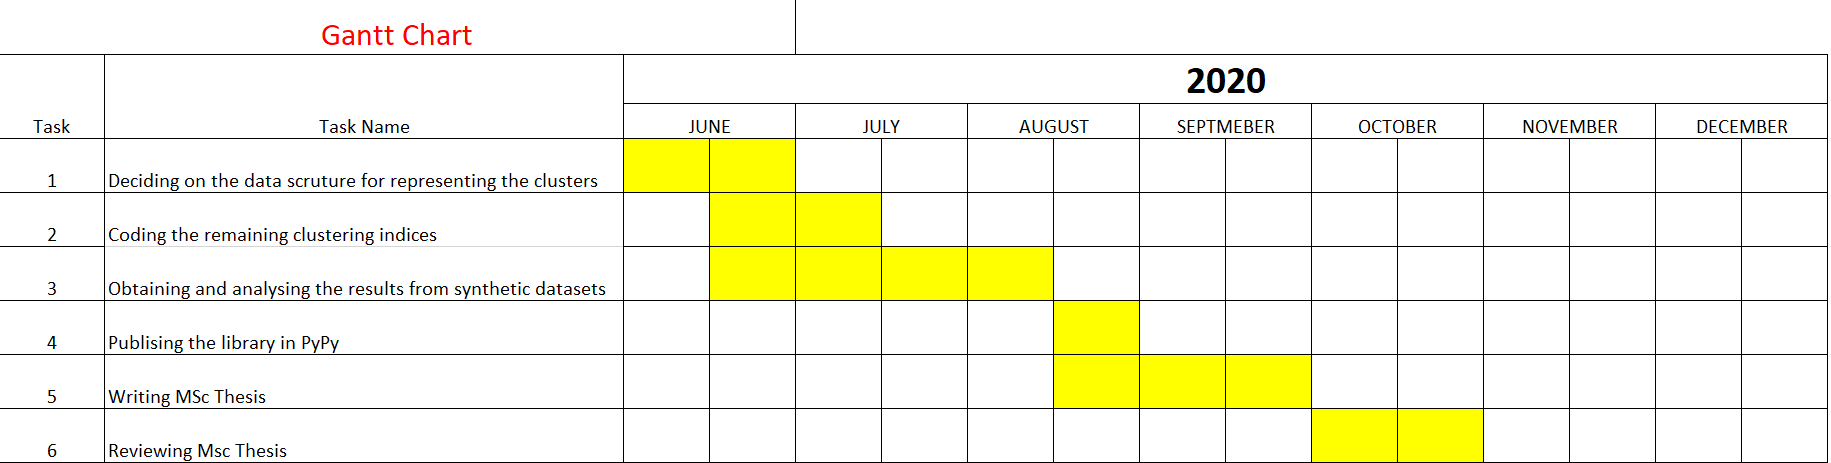 Gantt Chart
2020
Task Task Name JUNE JULY AUGUST SEPTMEBER OCTOBER NOVEMBER DECEMBER
1 Deciding on the data scruture for representing the clusters
2 Coding the remaining clustering indices
3 Obtaining and analysing the results from synthetic datasets
4 Publising the library in PyPy
5 Writing MSc Thesis
6 Reviewing Msc Thesis